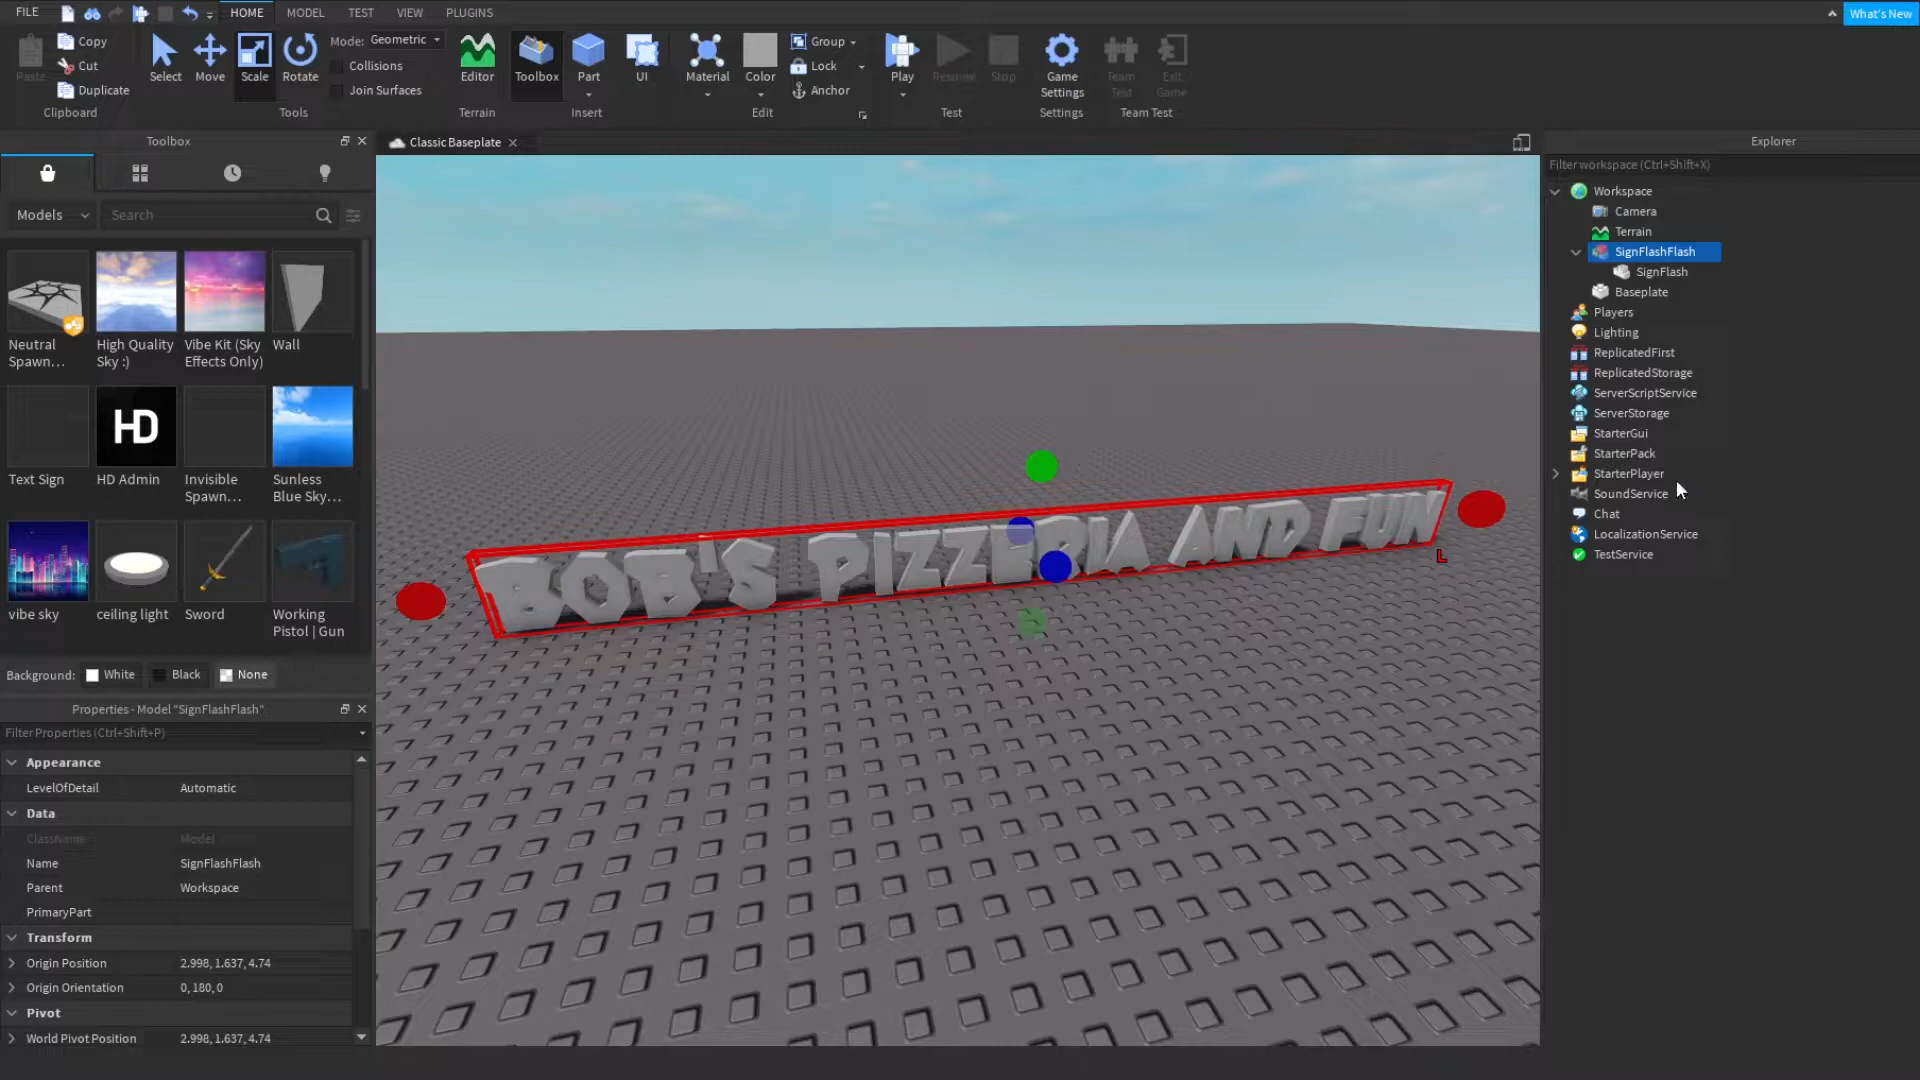 FILE HOME MODEL TEST VIEW PLUGINS What's New
Paste Copy Cut Duplicate Clipboard
Select Move Scale Rotate Mode: Geometric Collisions Join Surfaces Tools
Editor Terrain
Toolbox Part UI Insert
Material Color Group Lock Anchor Edit
Play Resume Stop Test
Game Settings Settings
Team Test Exit Game Team Test
Toolbox
Models Search
Neutral Spawn...
High Quality Sky :)
Vibe Kit (Sky Effects Only)
Wall
HD
Text Sign
HD Admin
Invisible Spawn...
Sunless Blue Sky...
vibe sky
ceiling light
Sword
Working Pistol | Gun
Background: White Black None
Properties - Model "SignFlashFlash"
Filter Properties (Ctrl+Shift+P)
Appearance
LevelOfDetail Automatic
Data
ClassName Model
Name SignFlashFlash
Parent Workspace
PrimaryPart
Transform
Origin Position 2.998, 1.637, 4.74
Origin Orientation 0, 180, 0
Pivot
World Pivot Position 2.998, 1.637, 4.74
Classic Baseplate
BOB'S PIZZERIA AND FUN
L
Explorer
Filter workspace (Ctrl+Shift+X)
Workspace
Camera
Terrain
SignFlashFlash
SignFlash
Baseplate
Players
Lighting
ReplicatedFirst
ReplicatedStorage
ServerScriptService
ServerStorage
StarterGui
StarterPack
StarterPlayer
SoundService
Chat
LocalizationService
TestService